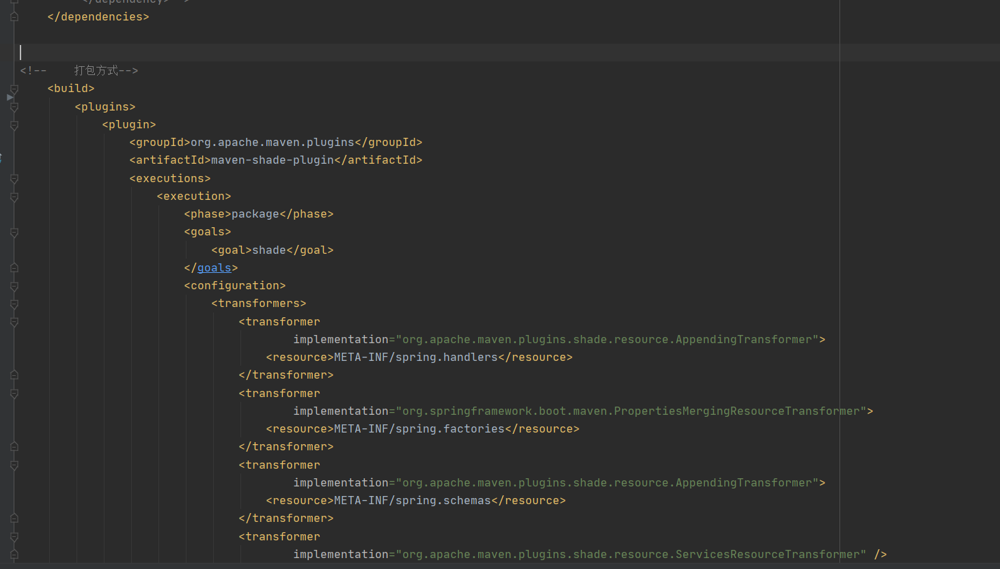 </dependency>
</dependencies>
<!--    打包方式-->
<build>
<plugins>
<plugin>
<groupId>org.apache.maven.plugins</groupId>
<artifactId>maven-shade-plugin</artifactId>
<executions>
<execution>
<phase>package</phase>
<goals>
<goal>shade</goal>
</goals>
<configuration>
<transformers>
<transformer
implementation="org.apache.maven.plugins.shade.resource.AppendingTransformer">
<resource>META-INF/spring.handlers</resource>
</transformer>
<transformer
implementation="org.springframework.boot.maven.PropertiesMergingResourceTransformer">
<resource>META-INF/spring.factories</resource>
</transformer>
<transformer
implementation="org.apache.maven.plugins.shade.resource.AppendingTransformer">
<resource>META-INF/spring.schemas</resource>
</transformer>
<transformer
implementation="org.apache.maven.plugins.shade.resource.ServicesResourceTransformer" />